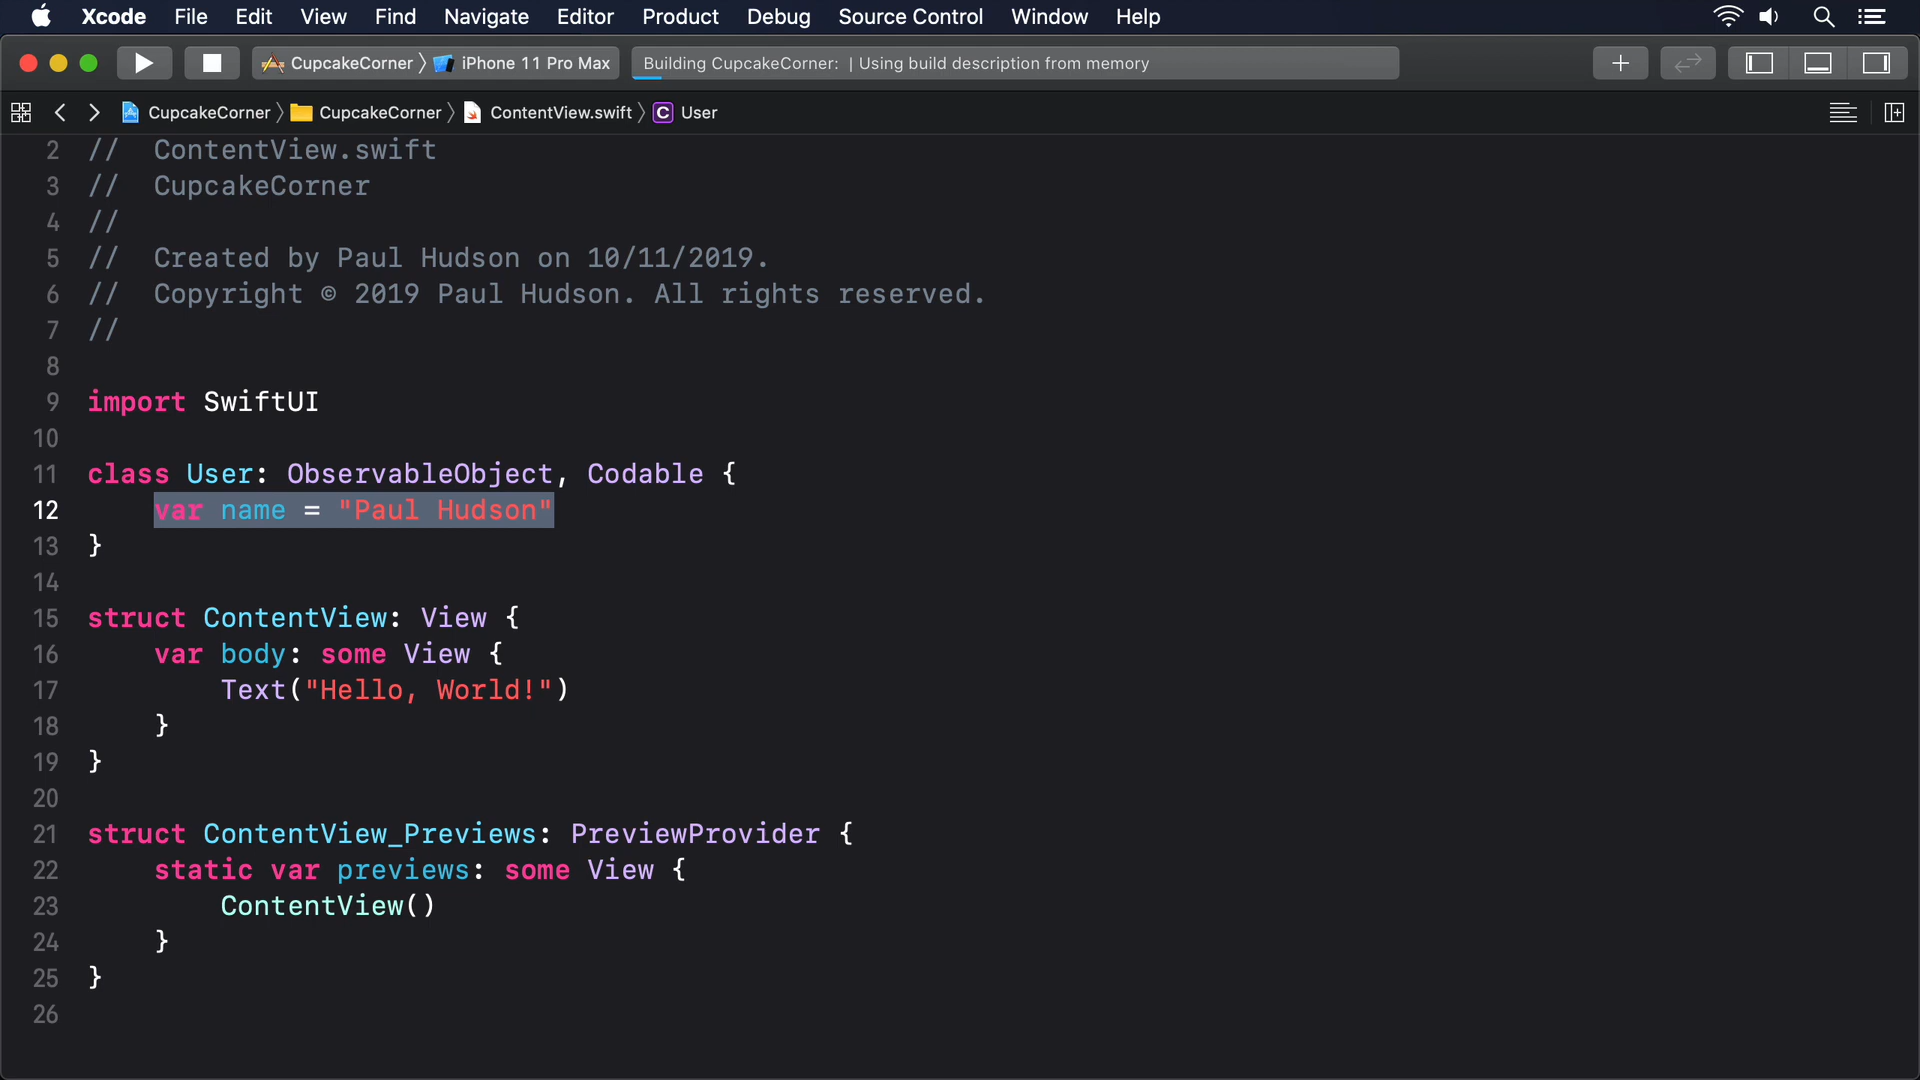 Xcode File Edit View Find Navigate Editor Product Debug Source Control Window Help
CupcakeCorner iPhone 11 Pro Max Building CupcakeCorner: | Using build description from memory
CupcakeCorner CupcakeCorner ContentView.swift C User
2 //  ContentView.swift
3 //  CupcakeCorner
4 //
5 //  Created by Paul Hudson on 10/11/2019.
6 //  Copyright © 2019 Paul Hudson. All rights reserved.
7 //
8
9 import SwiftUI
10
11 class User: ObservableObject, Codable {
12     var name = "Paul Hudson"
13 }
14
15 struct ContentView: View {
16     var body: some View {
17         Text("Hello, World!")
18     }
19 }
20
21 struct ContentView_Previews: PreviewProvider {
22     static var previews: some View {
23         ContentView()
24     }
25 }
26